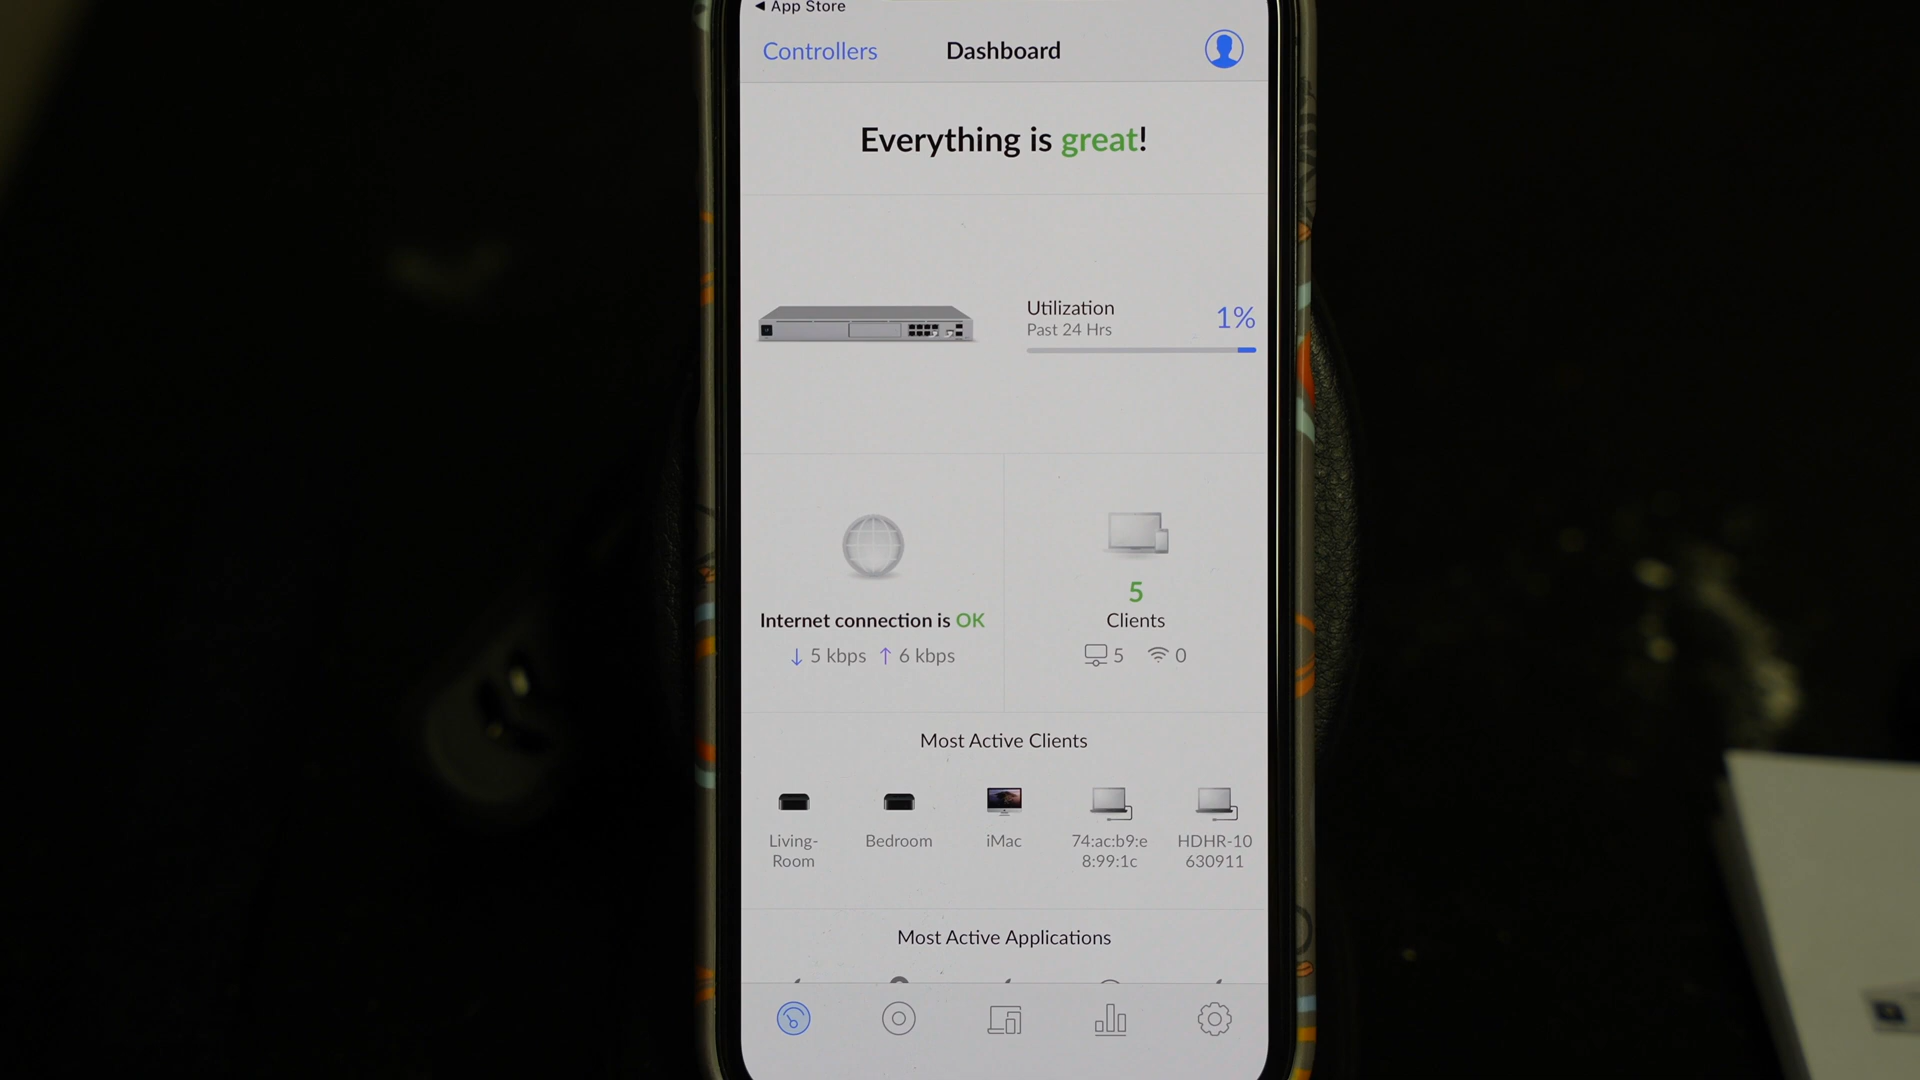 ◀ App Store
Controllers
Dashboard
Everything is great!
Utilization
Past 24 Hrs
1%
Internet connection is OK
↓ 5 kbps ↑ 6 kbps
5
Clients
5 0
Most Active Clients
Living-
Room
Bedroom
iMac
74:ac:b9:e
8:99:1c
HDHR-10
630911
Most Active Applications